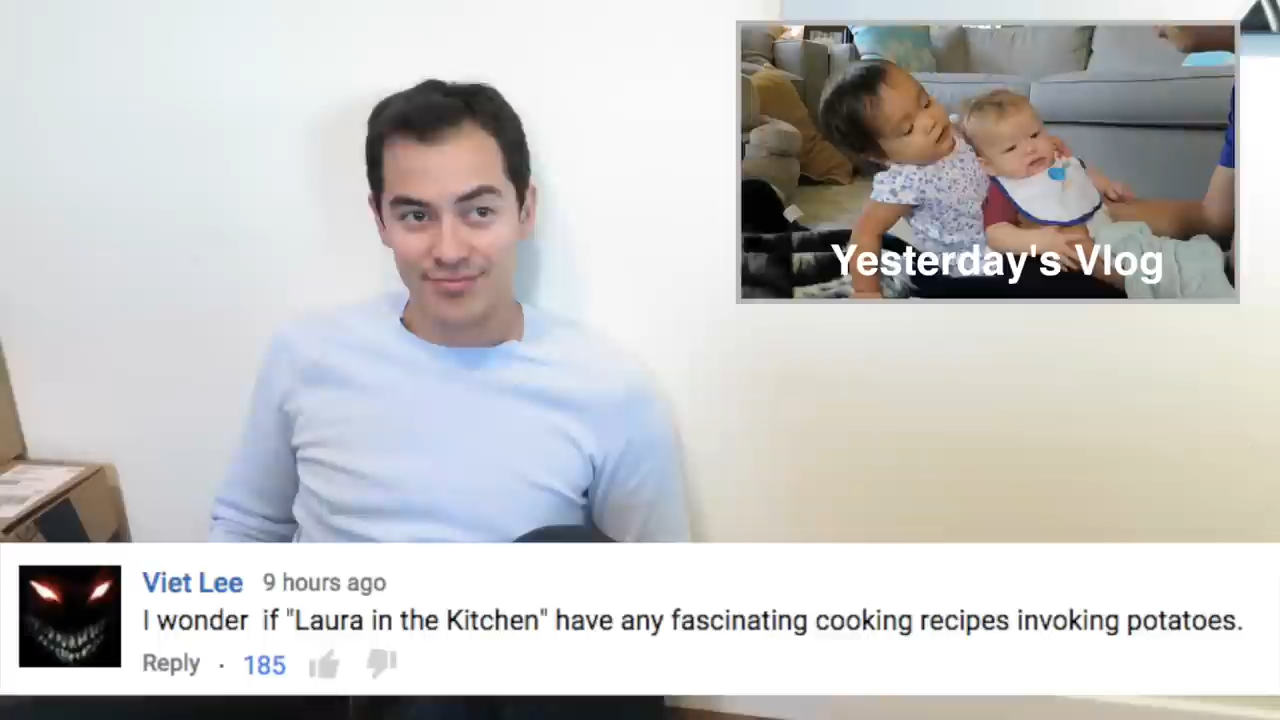 Yesterday's Vlog
Viet Lee 9 hours ago
I wonder if "Laura in the Kitchen" have any fascinating cooking recipes invoking potatoes.
Reply · 185